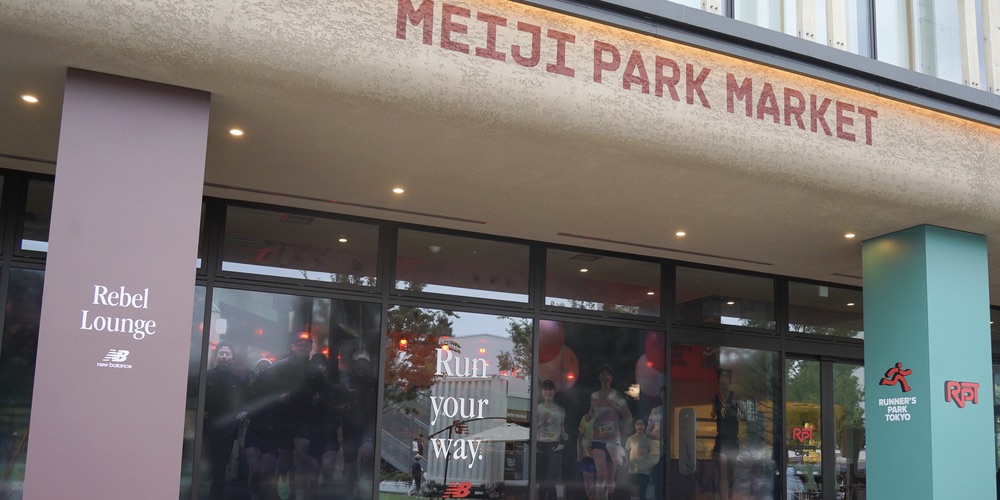 MEIJI PARK MARKET
Rebel
Lounge
new balance
Run
your
way.
RUNNER'S
PARK
TOKYO
RPT
RPT